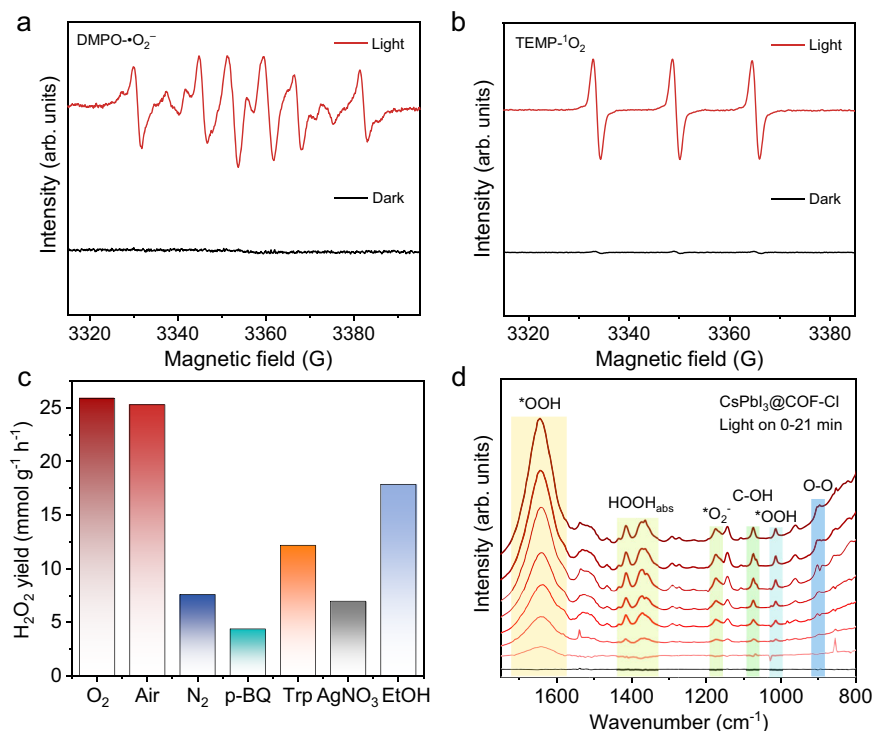 a
DMPO-•O₂⁻
Light
Dark
Intensity (arb. units)
3320 3340 3360 3380
Magnetic field (G)
b
TEMP-¹O₂
Light
Dark
Intensity (arb. units)
3320 3340 3360 3380
Magnetic field (G)
c
H₂O₂ yield (mmol g⁻¹ h⁻¹)
30
25
20
15
10
5
0
O₂ Air N₂ p-BQ Trp AgNO₃ EtOH
d
*OOH
CsPbI₃@COF-Cl
Light on 0-21 min
HOOHabs
*O₂⁻
C-OH
*OOH
O-O
Intensity (arb. units)
1600 1400 1200 1000 800
Wavenumber (cm⁻¹)